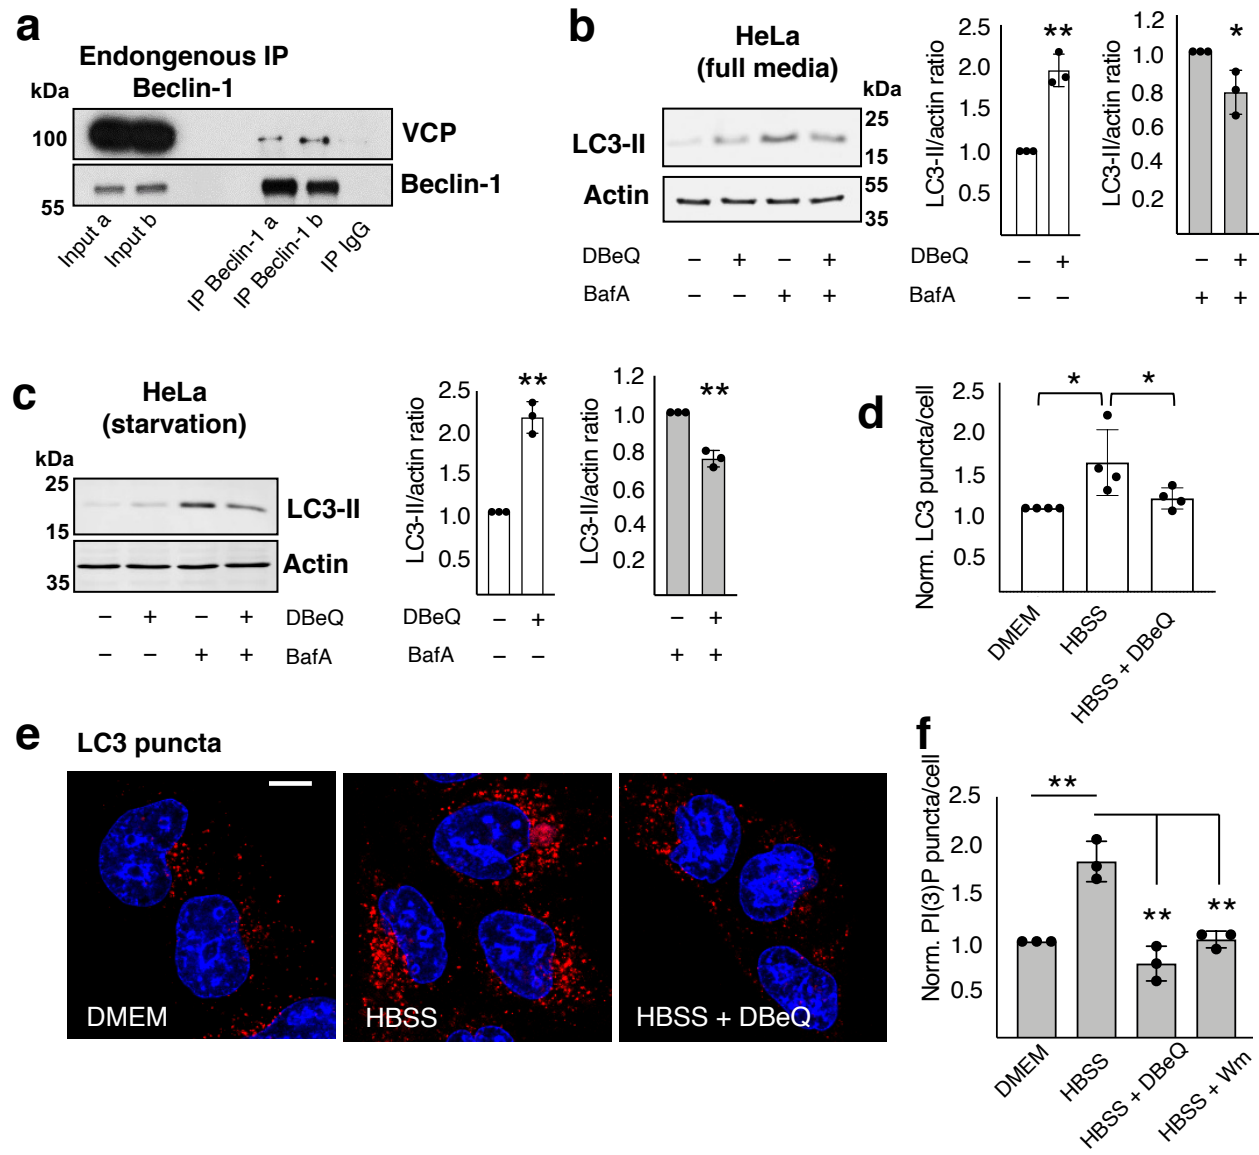 a
Endongenous IP
Beclin-1
kDa
100
VCP
55
Beclin-1
Input a
Input b
IP Beclin-1 a
IP Beclin-1 b
IP IgG
b
HeLa
(full media)
kDa
LC3-II
25
15
Actin
55
35
DBeQ – + – +
BafA – – + +
LC3-II/actin ratio
2.5
2.0
1.5
1.0
0.5
**
DBeQ – +
BafA – –
LC3-II/actin ratio
1.2
1.0
0.8
0.6
0.4
0.2
*
– +
+ +
c
HeLa
(starvation)
kDa
25
15
LC3-II
35
Actin
– + – + DBeQ
– – + + BafA
LC3-II/actin ratio
2.5
2.0
1.5
1.0
0.5
**
DBeQ – +
BafA – –
LC3-II/actin ratio
1.2
1.0
0.8
0.6
0.4
0.2
**
– +
+ +
d
Norm. LC3 puncta/cell
2.5
2.0
1.5
1.0
0.5
* *
DMEM
HBSS
HBSS + DBeQ
e
LC3 puncta
DMEM
HBSS
HBSS + DBeQ
f
Norm. PI(3)P puncta/cell
2.5
2.0
1.5
1.0
0.5
**
** **
DMEM
HBSS
HBSS + DBeQ
HBSS + Wm